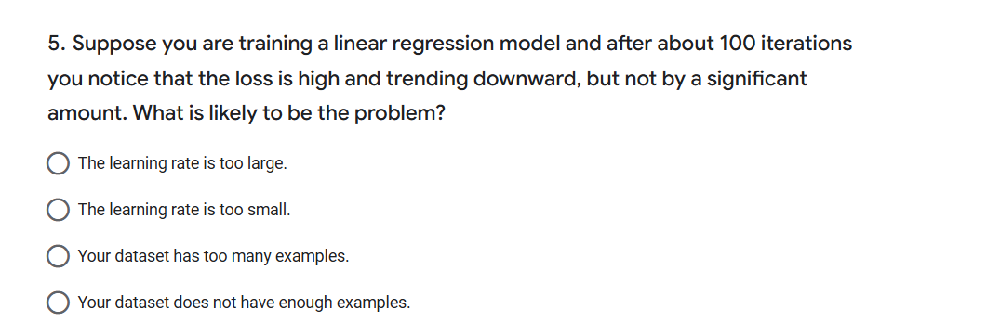 5. Suppose you are training a linear regression model and after about 100 iterations
you notice that the loss is high and trending downward, but not by a significant
amount. What is likely to be the problem?
The learning rate is too large.
The learning rate is too small.
Your dataset has too many examples.
Your dataset does not have enough examples.